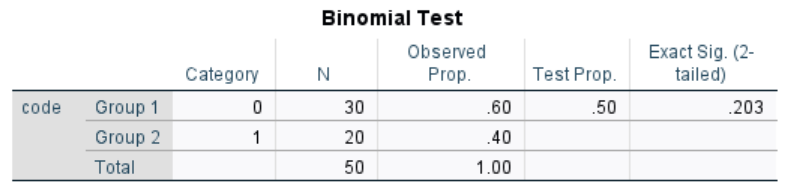 Binomial Test
Category N Observed Prop. Test Prop. Exact Sig. (2-tailed)
code Group 1 0 30 .60 .50 .203
Group 2 1 20 .40
Total 50 1.00